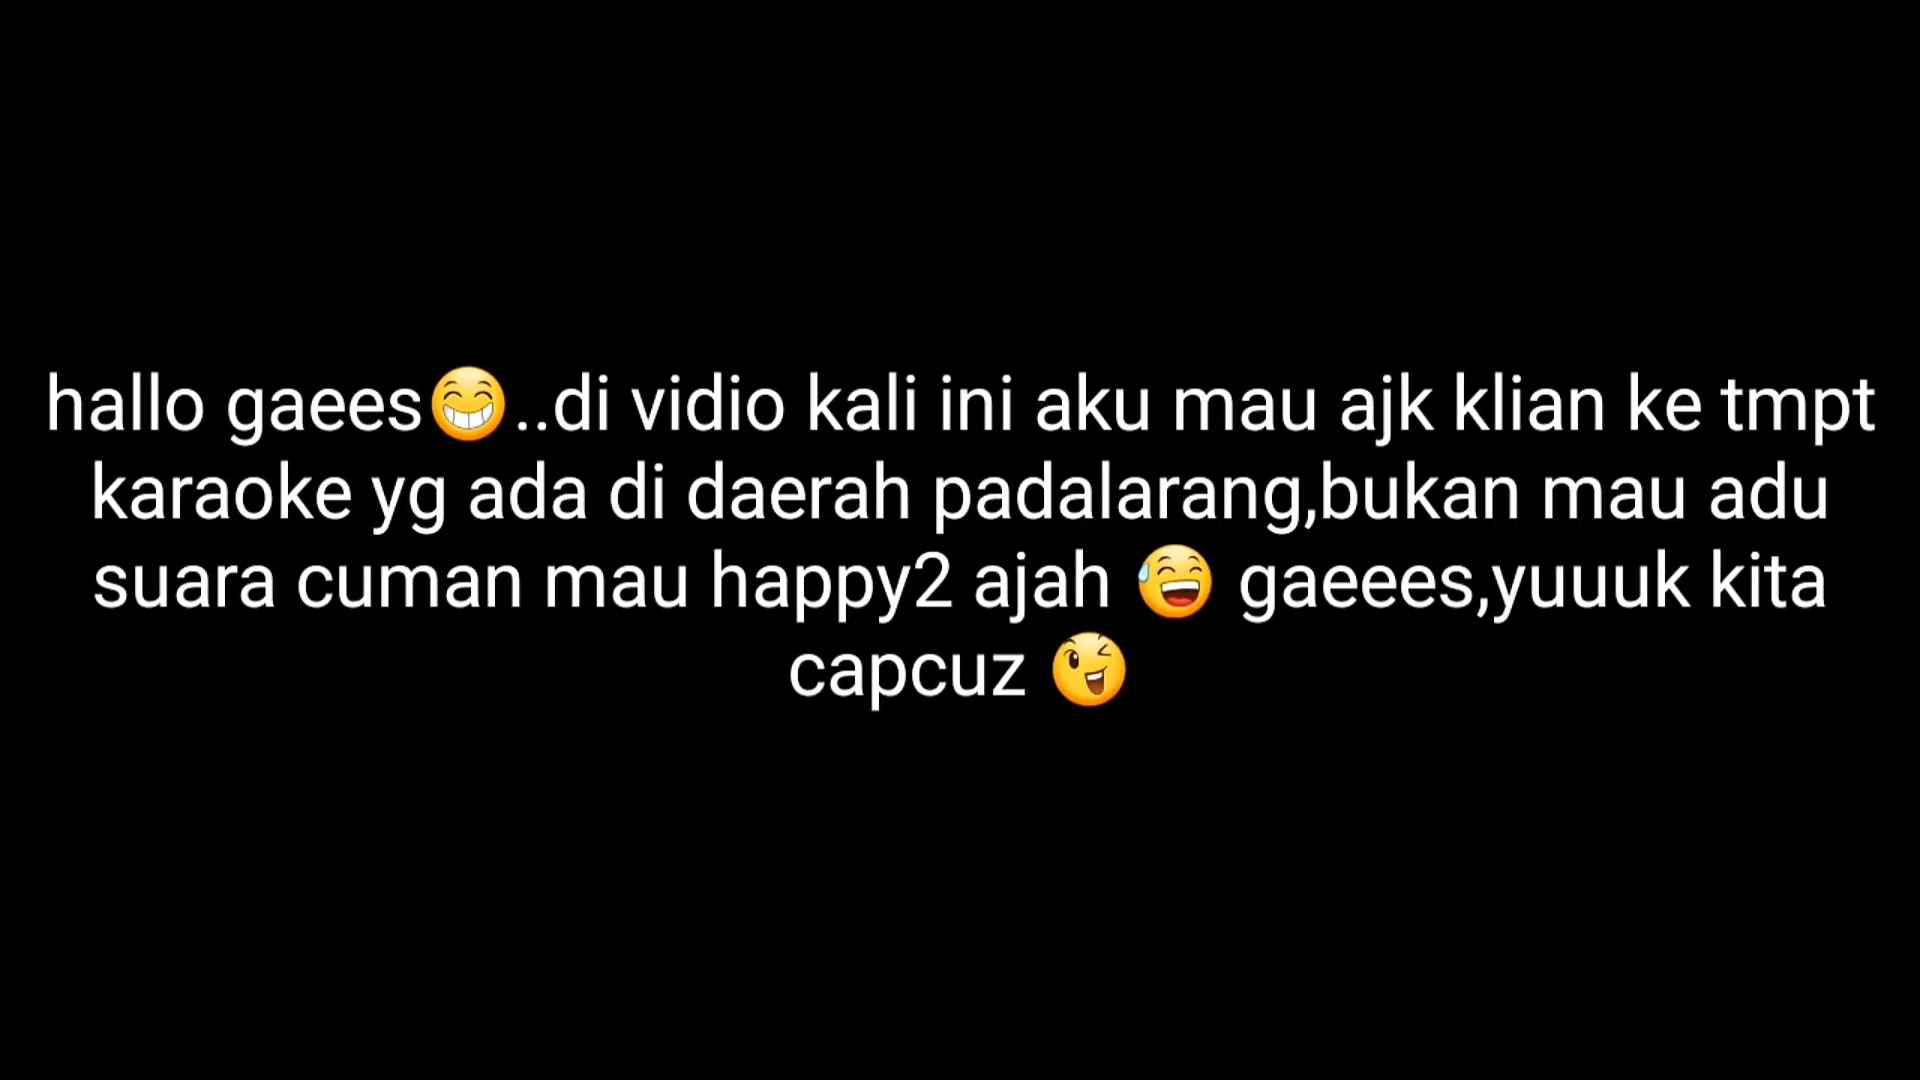 hallo gaees😁..di vidio kali ini aku mau ajk klian ke tmpt
karaoke yg ada di daerah padalarang,bukan mau adu
suara cuman mau happy2 ajah 😅 gaeees,yuuuk kita
capcuz 😉